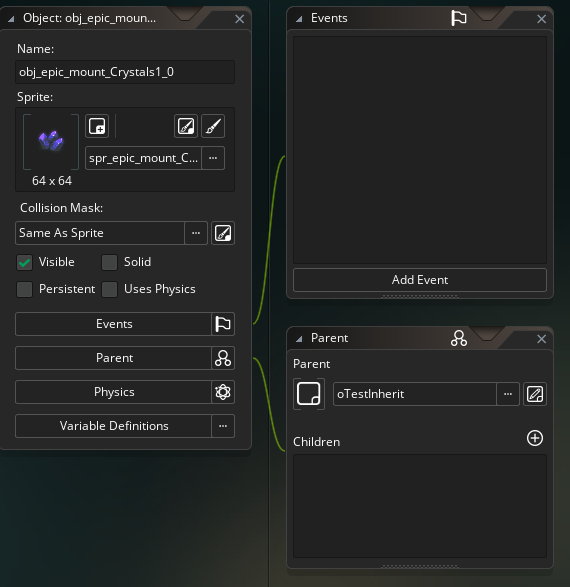 Object: obj_epic_moun...
Name:
obj_epic_mount_Crystals1_0
Sprite:
spr_epic_mount_C...
...
64 x 64
Collision Mask:
Same As Sprite
...
Visible
Solid
Persistent
Uses Physics
Events
Parent
Physics
Variable Definitions
...
Events
Add Event
Parent
Parent
oTestInherit
...
Children